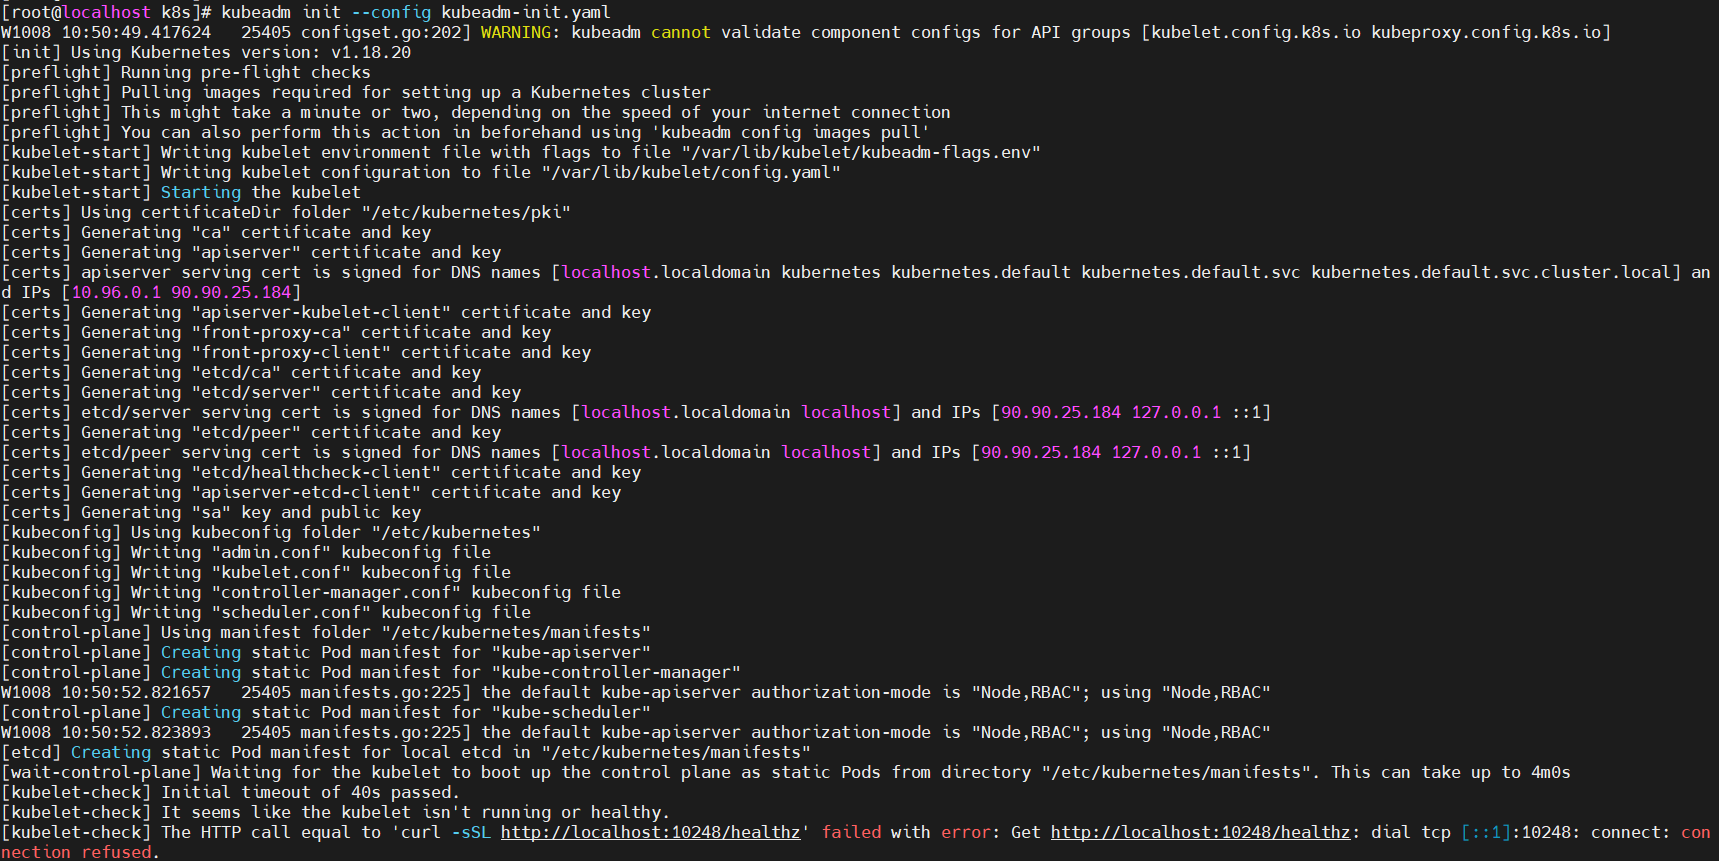 [root@localhost k8s]# kubeadm init --config kubeadm-init.yaml
W1008 10:50:49.417624   25405 configset.go:202] WARNING: kubeadm cannot validate component configs for API groups [kubelet.config.k8s.io kubeproxy.config.k8s.io]
[init] Using Kubernetes version: v1.18.20
[preflight] Running pre-flight checks
[preflight] Pulling images required for setting up a Kubernetes cluster
[preflight] This might take a minute or two, depending on the speed of your internet connection
[preflight] You can also perform this action in beforehand using 'kubeadm config images pull'
[kubelet-start] Writing kubelet environment file with flags to file "/var/lib/kubelet/kubeadm-flags.env"
[kubelet-start] Writing kubelet configuration to file "/var/lib/kubelet/config.yaml"
[kubelet-start] Starting the kubelet
[certs] Using certificateDir folder "/etc/kubernetes/pki"
[certs] Generating "ca" certificate and key
[certs] Generating "apiserver" certificate and key
[certs] apiserver serving cert is signed for DNS names [localhost.localdomain kubernetes kubernetes.default kubernetes.default.svc kubernetes.default.svc.cluster.local] an
d IPs [10.96.0.1 90.90.25.184]
[certs] Generating "apiserver-kubelet-client" certificate and key
[certs] Generating "front-proxy-ca" certificate and key
[certs] Generating "front-proxy-client" certificate and key
[certs] Generating "etcd/ca" certificate and key
[certs] Generating "etcd/server" certificate and key
[certs] etcd/server serving cert is signed for DNS names [localhost.localdomain localhost] and IPs [90.90.25.184 127.0.0.1 ::1]
[certs] Generating "etcd/peer" certificate and key
[certs] etcd/peer serving cert is signed for DNS names [localhost.localdomain localhost] and IPs [90.90.25.184 127.0.0.1 ::1]
[certs] Generating "etcd/healthcheck-client" certificate and key
[certs] Generating "apiserver-etcd-client" certificate and key
[certs] Generating "sa" key and public key
[kubeconfig] Using kubeconfig folder "/etc/kubernetes"
[kubeconfig] Writing "admin.conf" kubeconfig file
[kubeconfig] Writing "kubelet.conf" kubeconfig file
[kubeconfig] Writing "controller-manager.conf" kubeconfig file
[kubeconfig] Writing "scheduler.conf" kubeconfig file
[control-plane] Using manifest folder "/etc/kubernetes/manifests"
[control-plane] Creating static Pod manifest for "kube-apiserver"
[control-plane] Creating static Pod manifest for "kube-controller-manager"
W1008 10:50:52.821657   25405 manifests.go:225] the default kube-apiserver authorization-mode is "Node,RBAC"; using "Node,RBAC"
[control-plane] Creating static Pod manifest for "kube-scheduler"
W1008 10:50:52.823893   25405 manifests.go:225] the default kube-apiserver authorization-mode is "Node,RBAC"; using "Node,RBAC"
[etcd] Creating static Pod manifest for local etcd in "/etc/kubernetes/manifests"
[wait-control-plane] Waiting for the kubelet to boot up the control plane as static Pods from directory "/etc/kubernetes/manifests". This can take up to 4m0s
[kubelet-check] Initial timeout of 40s passed.
[kubelet-check] It seems like the kubelet isn't running or healthy.
[kubelet-check] The HTTP call equal to 'curl -sSL http://localhost:10248/healthz' failed with error: Get http://localhost:10248/healthz: dial tcp [::1]:10248: connect: con
nection refused.